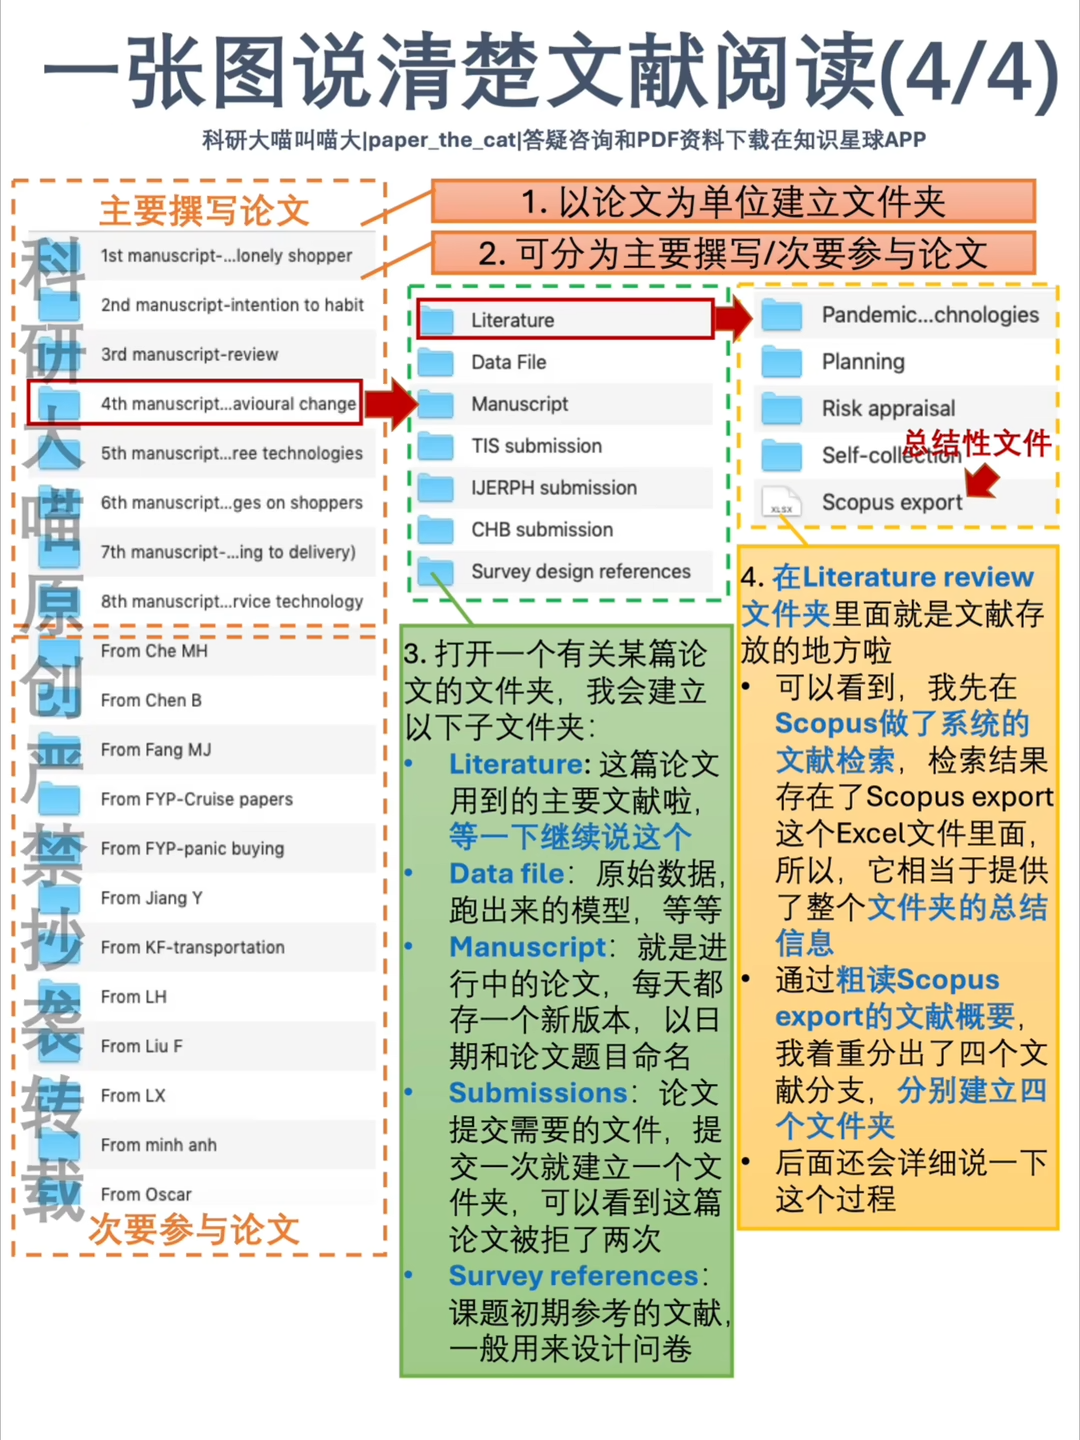 一张图说清楚文献阅读(4/4)
科研大喵叫喵大|paper_the_cat|答疑咨询和PDF资料下载在知识星球APP
主要撰写论文
1st manuscript-...lonely shopper
2nd manuscript-intention to habit
3rd manuscript-review
4th manuscript...avioural change
5th manuscript...ree technologies
6th manuscript...ges on shoppers
7th manuscript-...ing to delivery)
8th manuscript...rvice technology
From Che MH
From Chen B
From Fang MJ
From FYP-Cruise papers
From FYP-panic buying
From Jiang Y
From KF-transportation
From LH
From Liu F
From LX
From minh anh
From Oscar
次要参与论文
科研大喵原创严禁抄袭转载
1. 以论文为单位建立文件夹
2. 可分为主要撰写/次要参与论文
Literature
Data File
Manuscript
TIS submission
IJERPH submission
CHB submission
Survey design references
Pandemic...chnologies
Planning
Risk appraisal
Self-collection
总结性文件
XLSX
Scopus export
3. 打开一个有关某篇论
文的文件夹，我会建立
以下子文件夹：
• Literature: 这篇论文
用到的主要文献啦，
等一下继续说这个
• Data file：原始数据，
跑出来的模型，等等
• Manuscript：就是进
行中的论文，每天都
存一个新版本，以日
期和论文题目命名
• Submissions：论文
提交需要的文件，提
交一次就建立一个文
件夹，可以看到这篇
论文被拒了两次
• Survey references：
课题初期参考的文献，
一般用来设计问卷
4. 在Literature review
文件夹里面就是文献存
放的地方啦
• 可以看到，我先在
Scopus做了系统的
文献检索，检索结果
存在了Scopus export
这个Excel文件里面，
所以，它相当于提供
了整个文件夹的总结
信息
• 通过粗读Scopus
export的文献概要，
我着重分出了四个文
献分支，分别建立四
个文件夹
• 后面还会详细说一下
这个过程